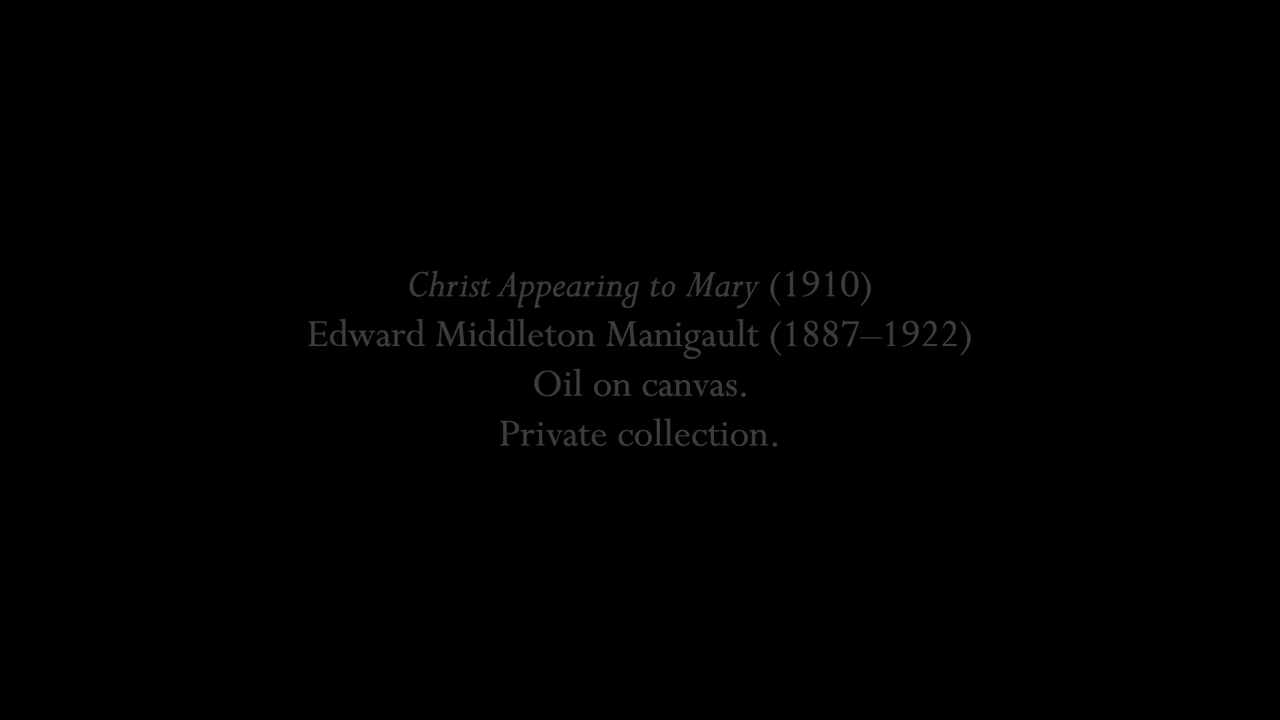 Christ Appearing to Mary (1910)
Edward Middleton Manigault (1887–1922)
Oil on canvas.
Private collection.